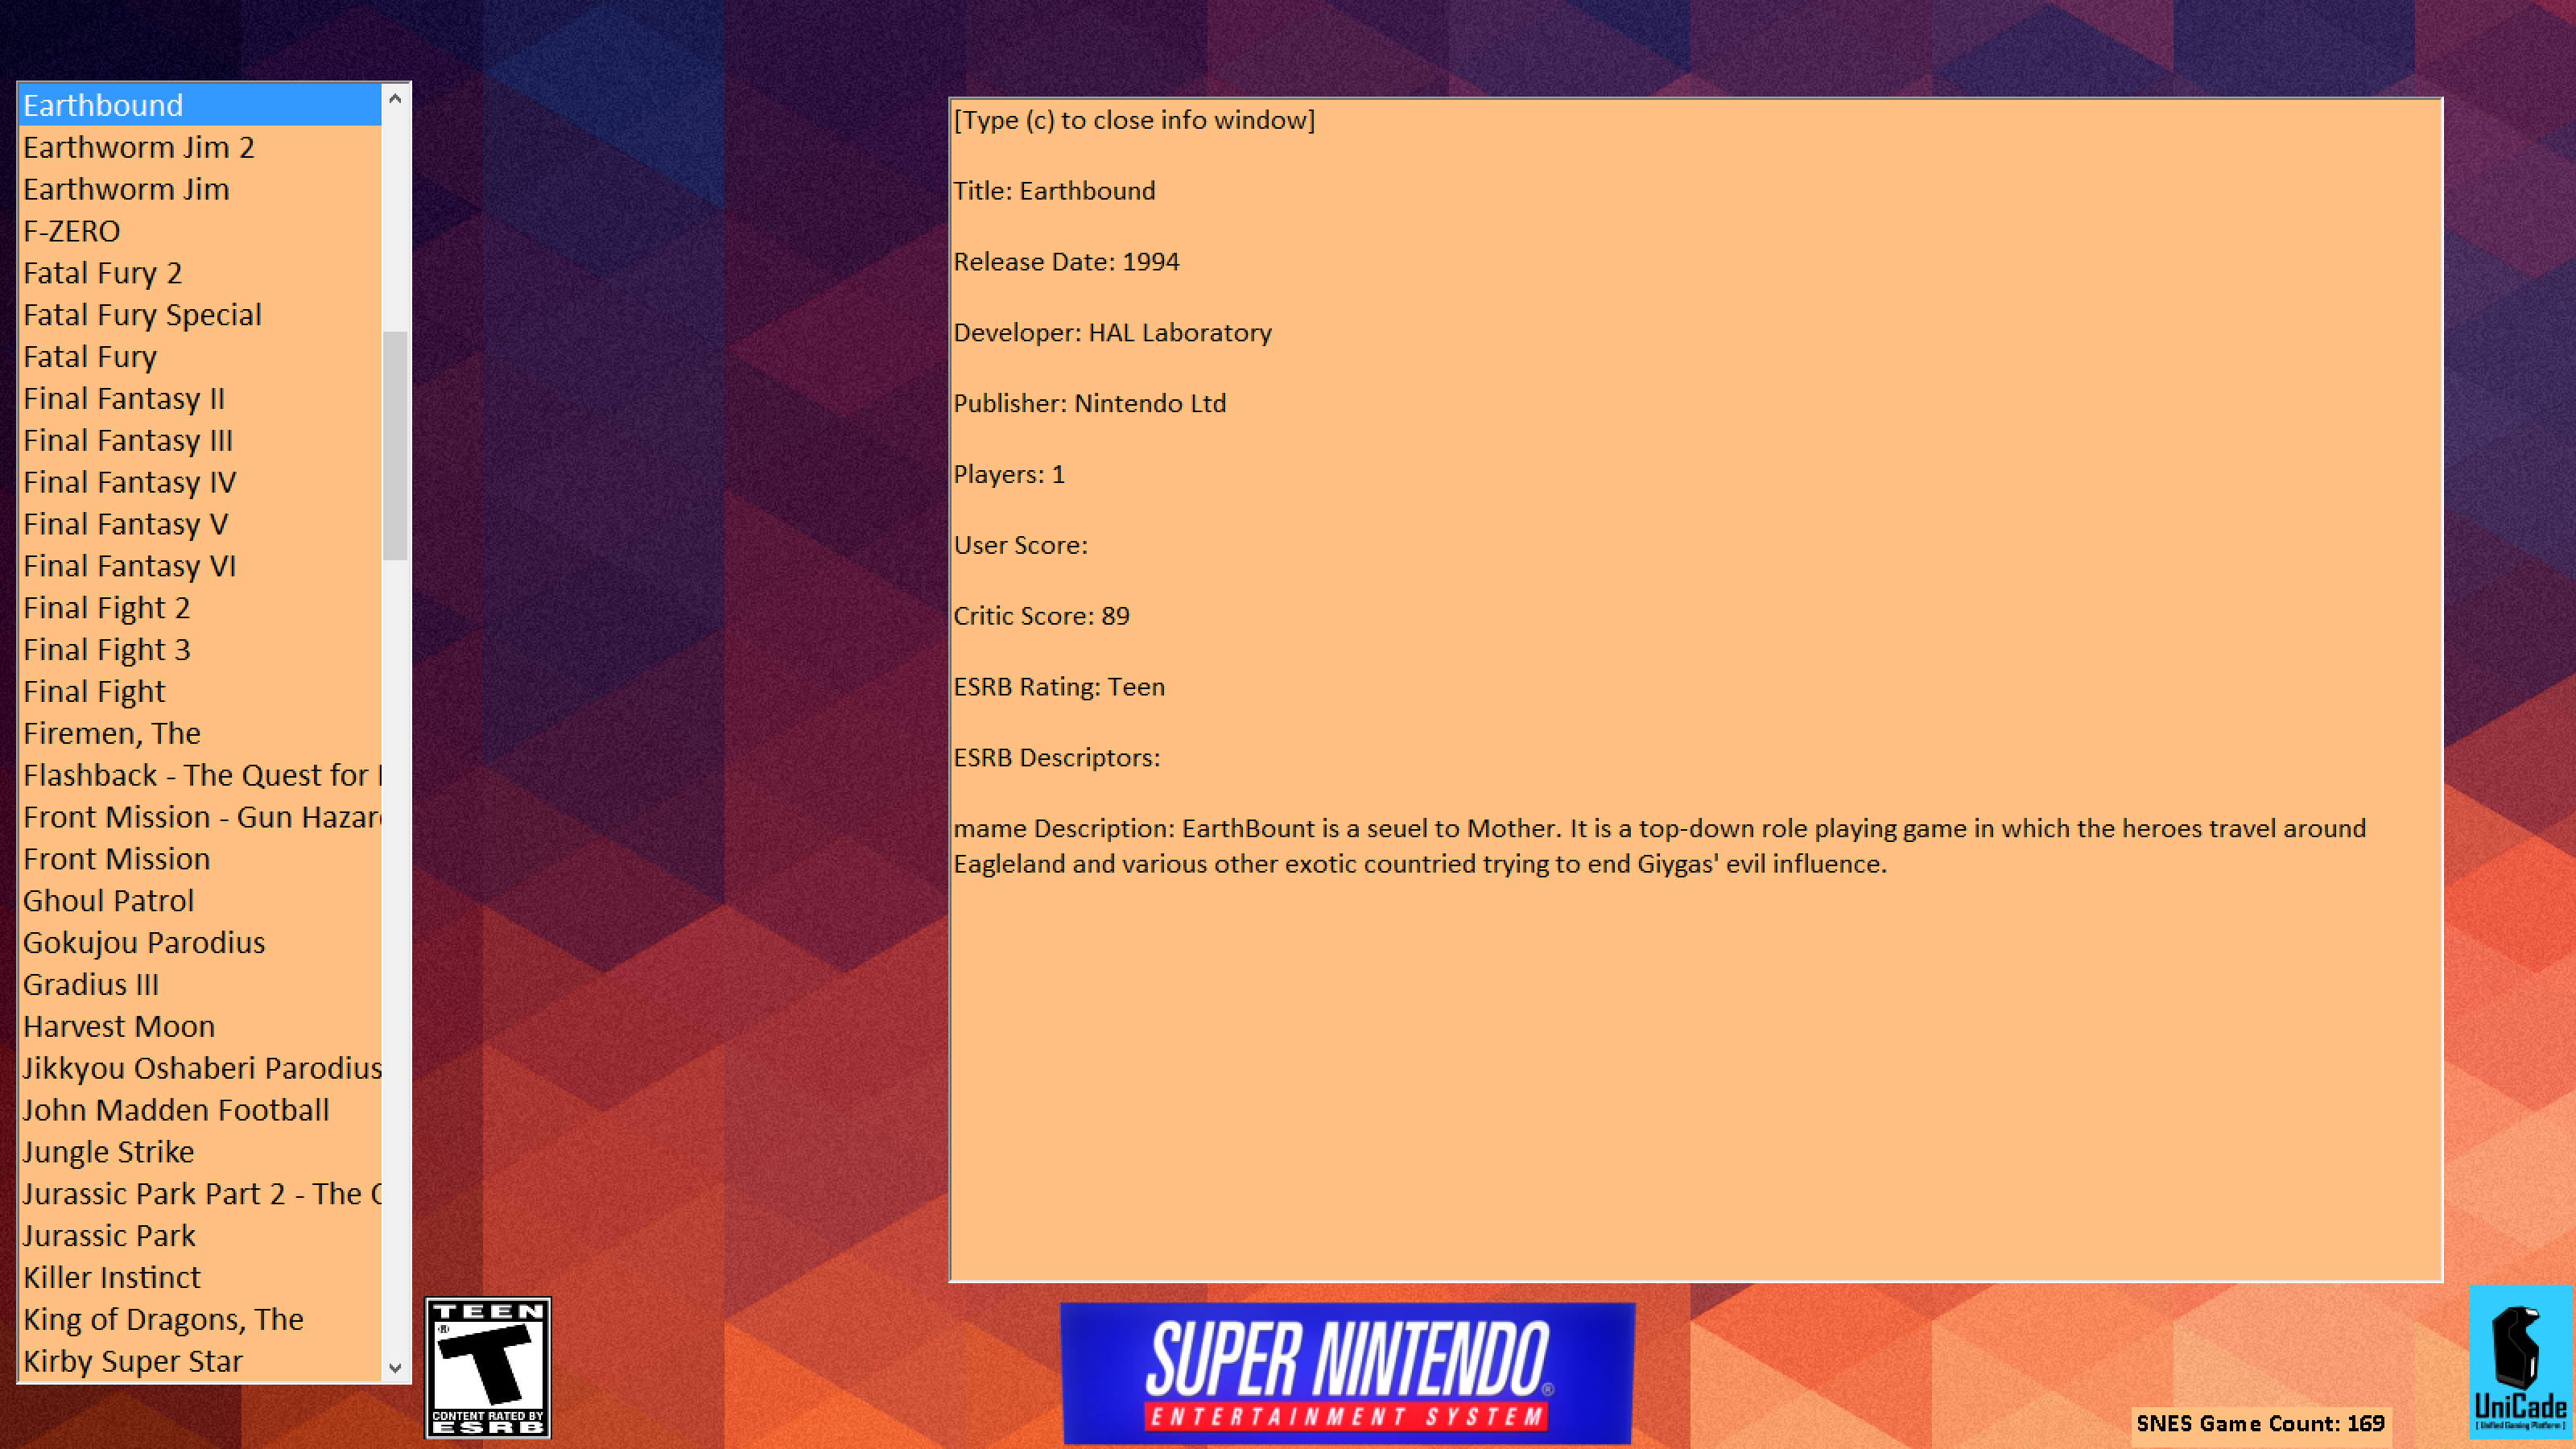 Earthbound
Earthworm Jim 2
Earthworm Jim
F-ZERO
Fatal Fury 2
Fatal Fury Special
Fatal Fury
Final Fantasy II
Final Fantasy III
Final Fantasy IV
Final Fantasy V
Final Fantasy VI
Final Fight 2
Final Fight 3
Final Fight
Firemen, The
Flashback - The Quest for
Front Mission - Gun Hazar
Front Mission
Ghoul Patrol
Gokujou Parodius
Gradius III
Harvest Moon
Jikkyou Oshaberi Parodius
John Madden Football
Jungle Strike
Jurassic Park Part 2 - The
Jurassic Park
Killer Instinct
King of Dragons, The
Kirby Super Star
[Type (c) to close info window]
Title: Earthbound
Release Date: 1994
Developer: HAL Laboratory
Publisher: Nintendo Ltd
Players: 1
User Score:
Critic Score: 89
ESRB Rating: Teen
ESRB Descriptors:
mame Description: EarthBount is a seuel to Mother. It is a top-down role playing game in which the heroes travel around
Eagleland and various other exotic countried trying to end Giygas' evil influence.
TEEN
T ®
CONTENT RATED BY
ESRB
SUPER NINTENDO®
ENTERTAINMENT SYSTEM
SNES Game Count: 169
UniCade
[ Unified Gaming Platform ]